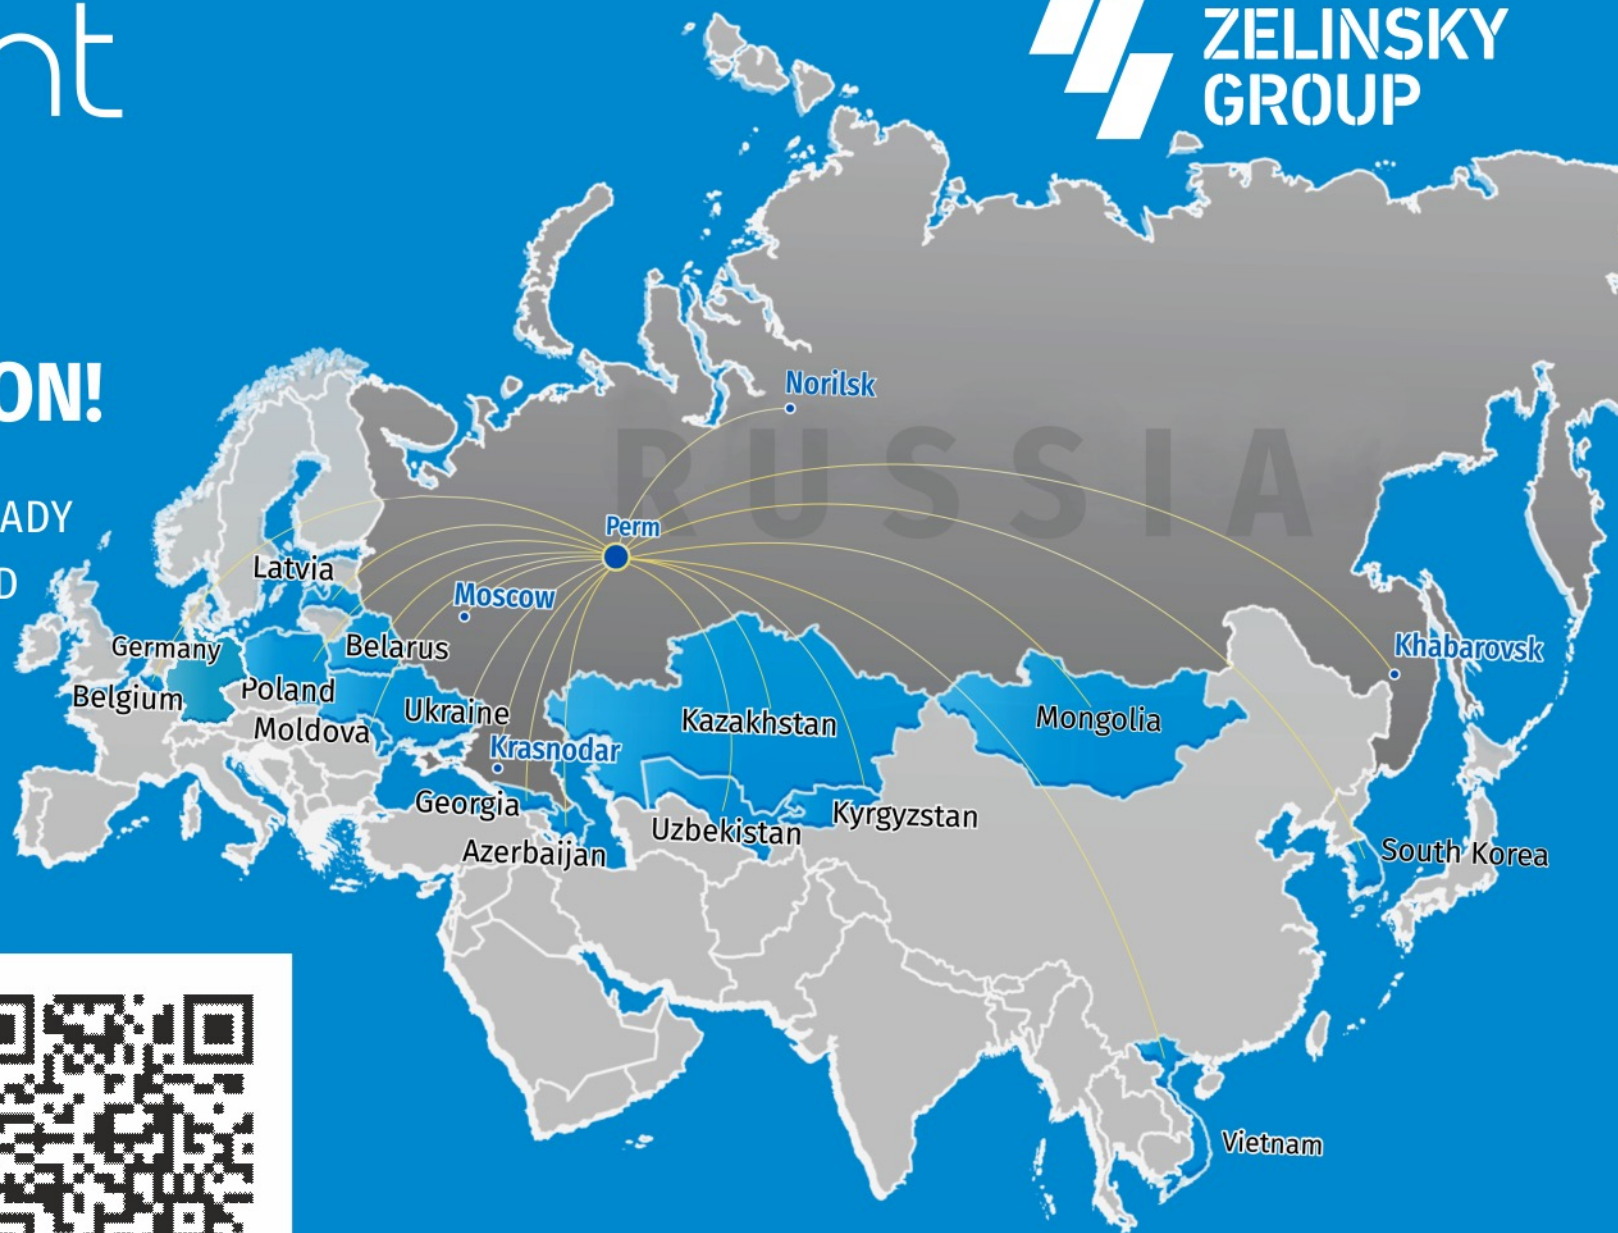 nt
ZELINSKY
GROUP
ON!
ADY
D
Norilsk
RUSSIA
Perm
Latvia
Moscow
Germany
Belarus
Khabarovsk
Belgium
Poland
Ukraine
Moldova
Kazakhstan
Mongolia
Krasnodar
Georgia
Uzbekistan
Kyrgyzstan
Azerbaijan
South Korea
Vietnam